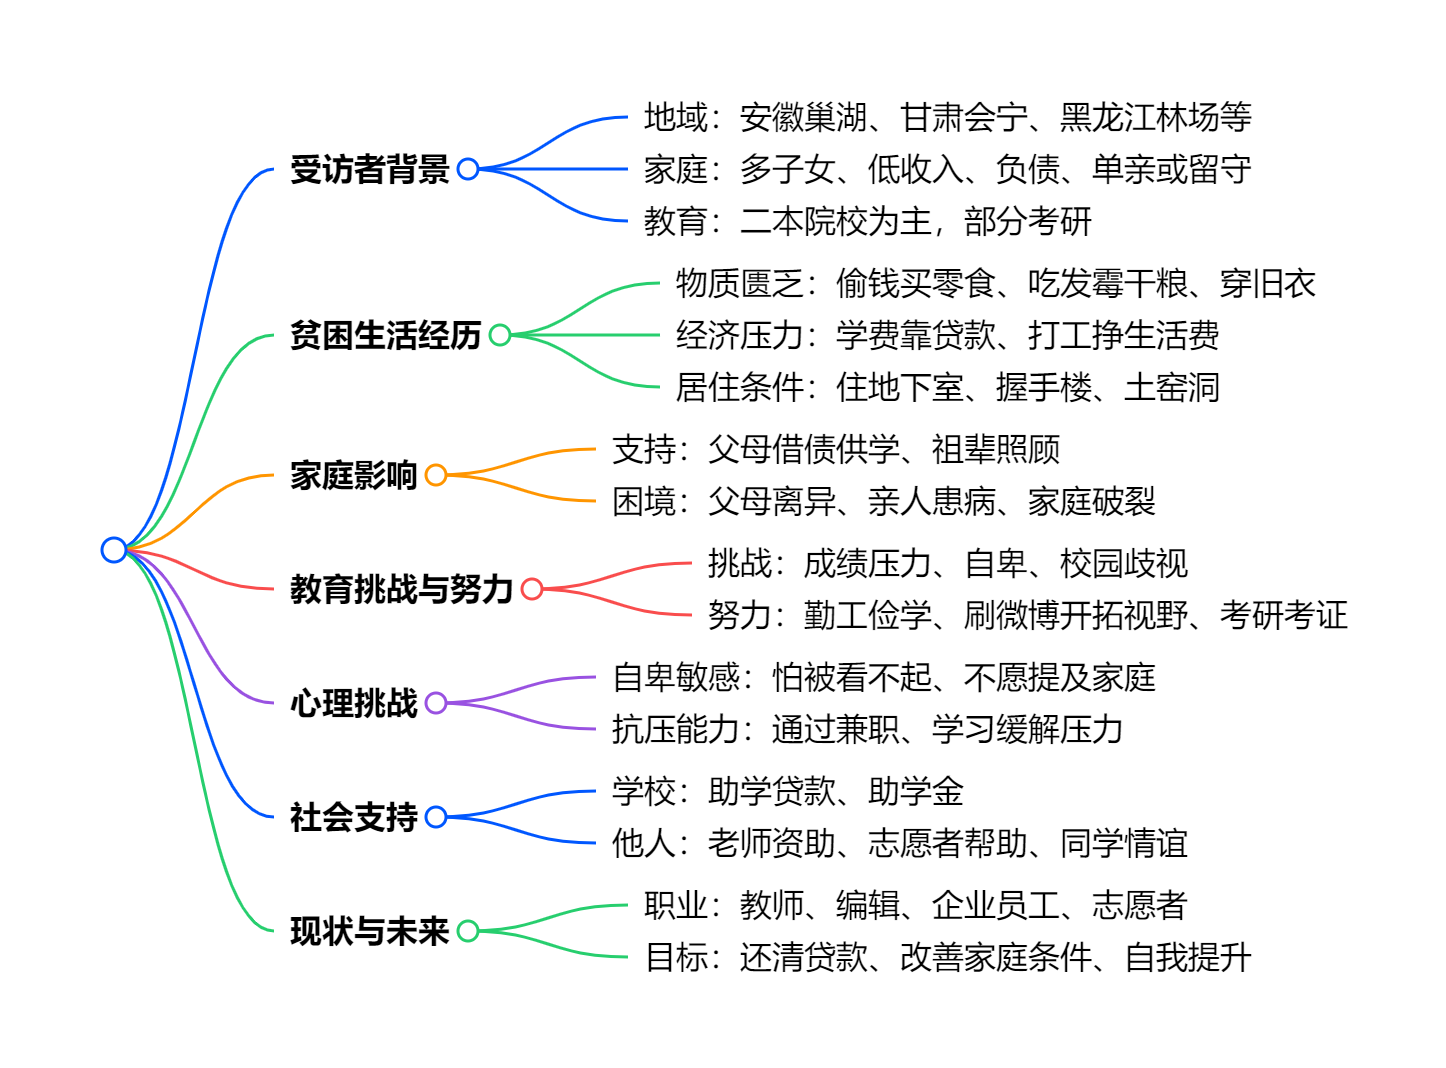 受访者背景
地域：安徽巢湖、甘肃会宁、黑龙江林场等
家庭：多子女、低收入、负债、单亲或留守
教育：二本院校为主，部分考研
贫困生活经历
物质匮乏：偷钱买零食、吃发霉干粮、穿旧衣
经济压力：学费靠贷款、打工挣生活费
居住条件：住地下室、握手楼、土窑洞
家庭影响
支持：父母借债供学、祖辈照顾
困境：父母离异、亲人患病、家庭破裂
教育挑战与努力
挑战：成绩压力、自卑、校园歧视
努力：勤工俭学、刷微博开拓视野、考研考证
心理挑战
自卑敏感：怕被看不起、不愿提及家庭
抗压能力：通过兼职、学习缓解压力
社会支持
学校：助学贷款、助学金
他人：老师资助、志愿者帮助、同学情谊
现状与未来
职业：教师、编辑、企业员工、志愿者
目标：还清贷款、改善家庭条件、自我提升